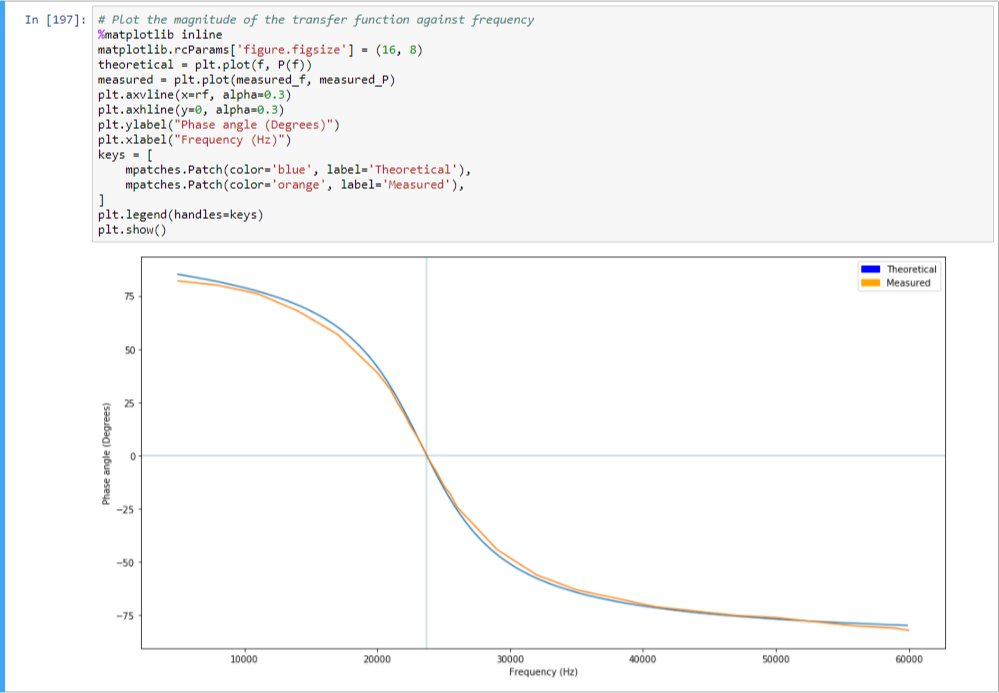 In [197]:
# Plot the magnitude of the transfer function against frequency
%matplotlib inline
matplotlib.rcParams['figure.figsize'] = (16, 8)
theoretical = plt.plot(f, P(f))
measured = plt.plot(measured_f, measured_P)
plt.axvline(x=rf, alpha=0.3)
plt.axhline(y=0, alpha=0.3)
plt.ylabel("Phase angle (Degrees)")
plt.xlabel("Frequency (Hz)")
keys = [
    mpatches.Patch(color='blue', label='Theoretical'),
    mpatches.Patch(color='orange', label='Measured'),
]
plt.legend(handles=keys)
plt.show()
Theoretical
Measured
75
50
25
0
−25
−50
−75
Phase angle (Degrees)
10000 20000 30000 40000 50000 60000
Frequency (Hz)